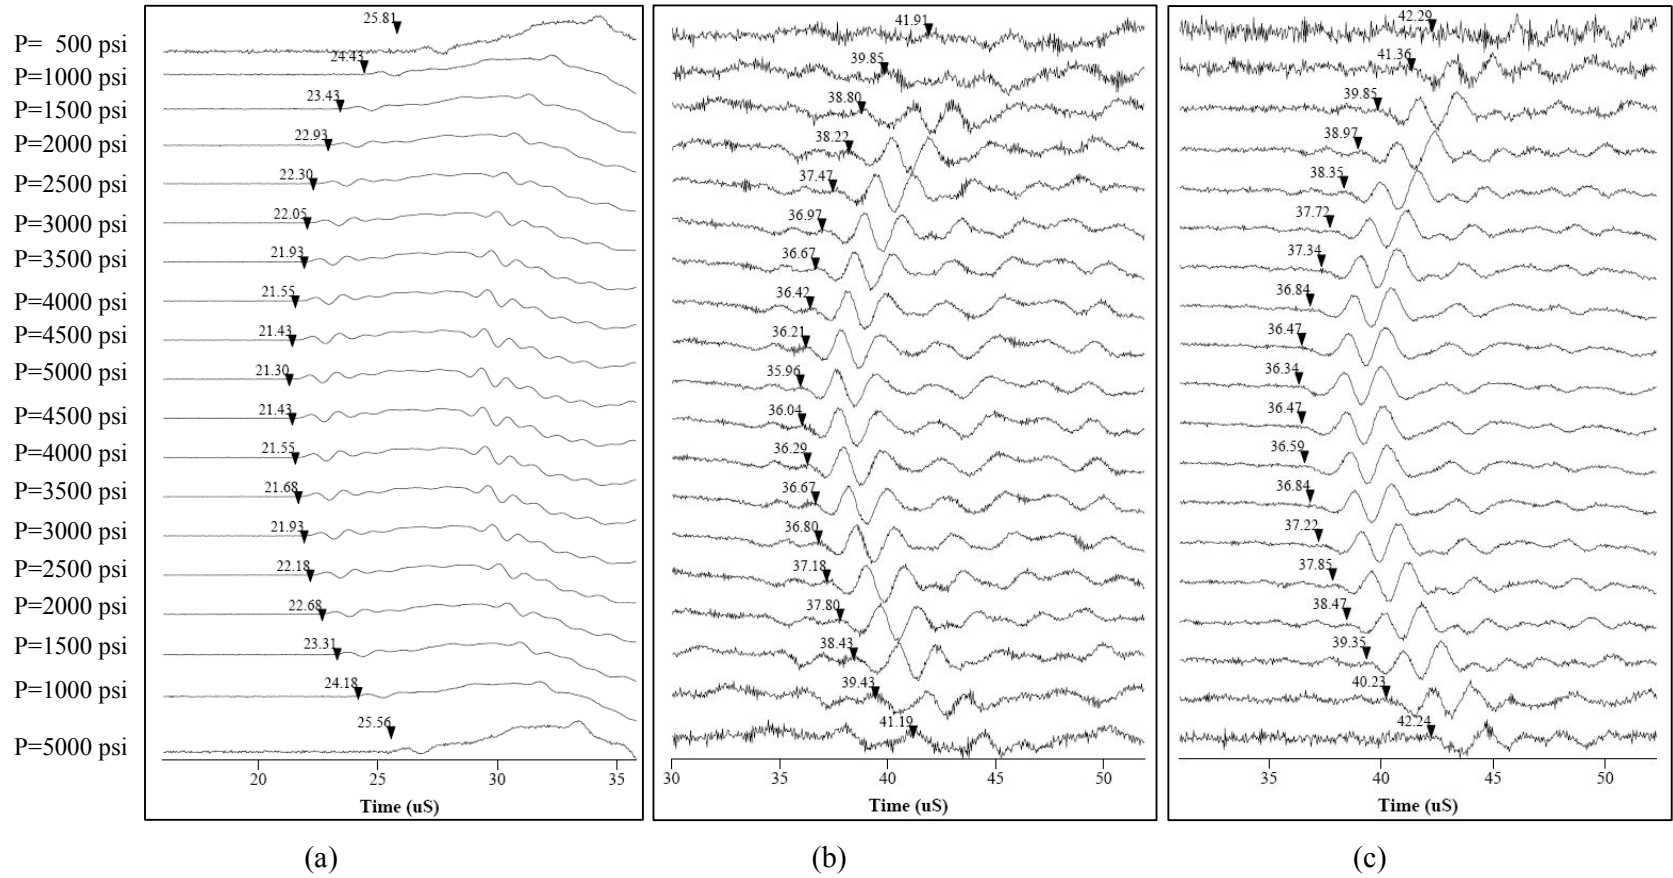 P= 500 psi 25.81 41.91 42.29
P=1000 psi 24.43 39.85 41.36
P=1500 psi 23.43 38.80 39.85
P=2000 psi 22.93 38.22 38.97
P=2500 psi 22.30 37.47 38.35
P=3000 psi 22.05 36.97 37.72
P=3500 psi 21.93 36.67 37.34
P=4000 psi 21.55 36.42 36.84
P=4500 psi 21.43 36.21 36.47
P=5000 psi 21.30 35.96 36.34
P=4500 psi 21.43 36.04 36.47
P=4000 psi 21.55 36.29 36.59
P=3500 psi 21.68 36.67 36.84
P=3000 psi 21.93 36.80 37.22
P=2500 psi 22.18 37.18 37.85
P=2000 psi 22.68 37.80 38.47
P=1500 psi 23.31 38.43 39.35
P=1000 psi 24.18 39.43 40.23
P=5000 psi 25.56 41.19 42.24
20 25 30 35 30 35 40 45 50 35 40 45 50
Time (uS) Time (uS) Time (uS)
(a) (b) (c)